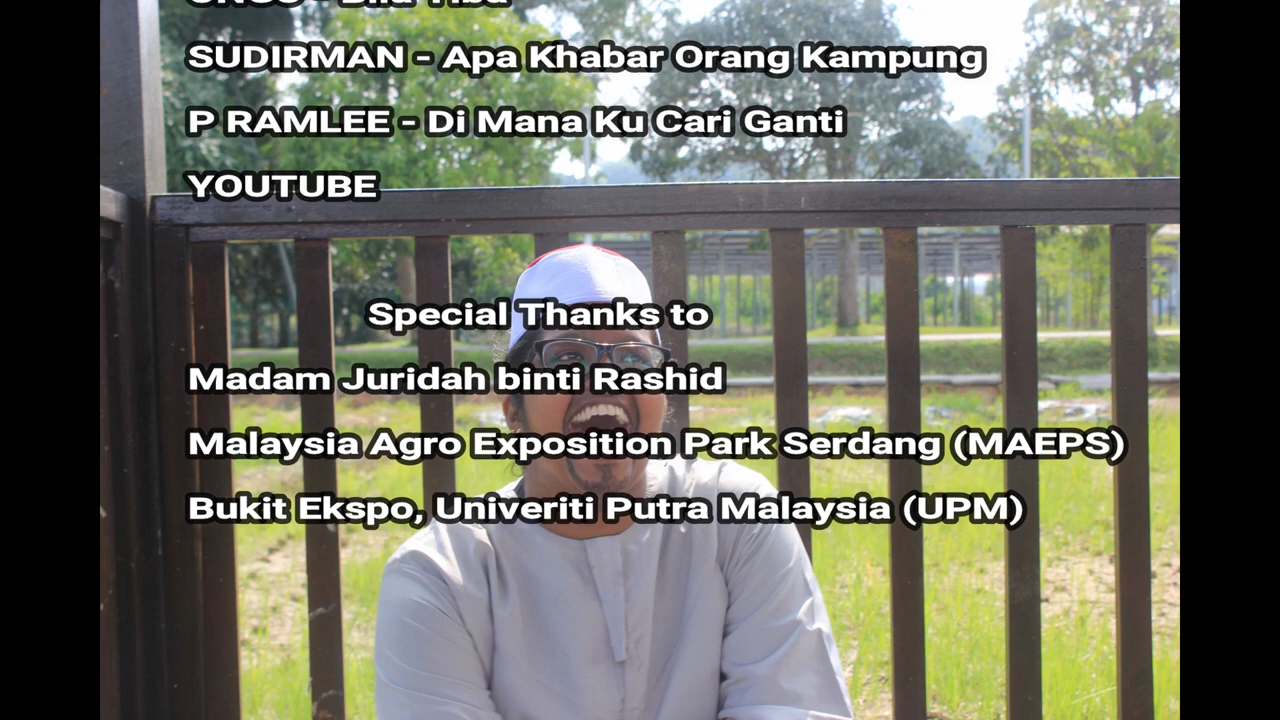 SUDIRMAN - Apa Khabar Orang Kampung
P RAMLEE - Di Mana Ku Cari Ganti
YOUTUBE
Special Thanks to
Madam Juridah binti Rashid
Malaysia Agro Exposition Park Serdang (MAEPS)
Bukit Ekspo, Univeriti Putra Malaysia (UPM)